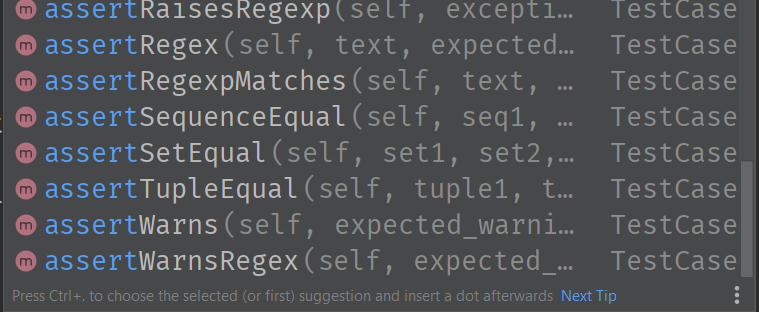 m assertRaisesRegexp(self, excepti… TestCase
m assertRegex(self, text, expected… TestCase
m assertRegexpMatches(self, text, … TestCase
m assertSequenceEqual(self, seq1, … TestCase
m assertSetEqual(self, set1, set2,… TestCase
m assertTupleEqual(self, tuple1, t… TestCase
m assertWarns(self, expected_warni… TestCase
m assertWarnsRegex(self, expected_… TestCase
Press Ctrl+. to choose the selected (or first) suggestion and insert a dot afterwards Next Tip